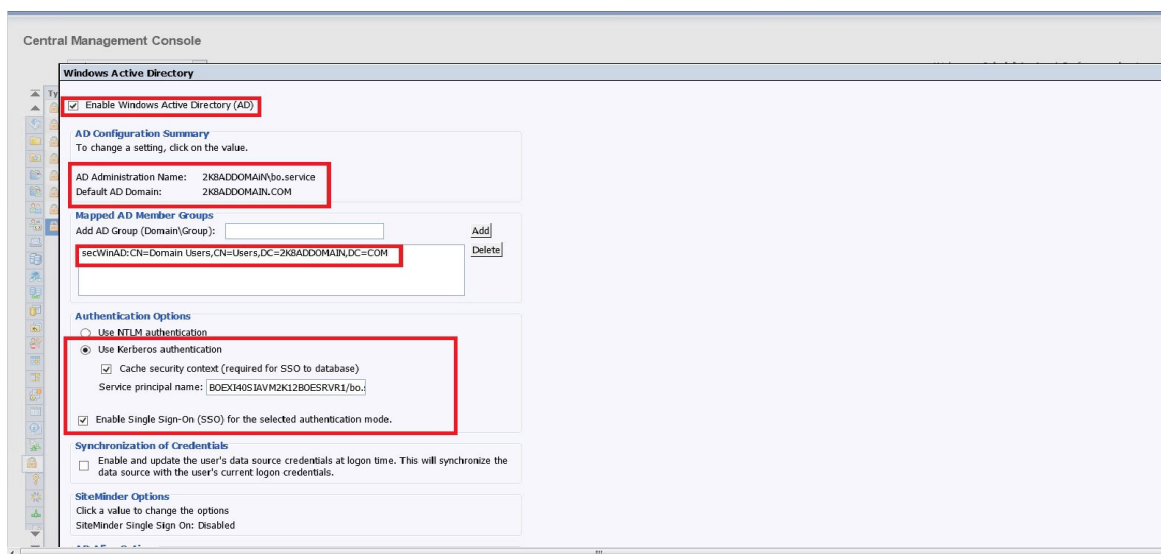 Central Management Console
Windows Active Directory
Ty
Enable Windows Active Directory (AD)
AD Configuration Summary
To change a setting, click on the value.
AD Administration Name: 2K8ADDOMAiN\bo.service
Default AD Domain: 2K8ADDOMAIN.COM
Mapped AD Member Groups
Add AD Group (Domain\Group): Add
secWinAD:CN=Domain Users,CN=Users,DC=2K8ADDOMAIN,DC=COM Delete
Authentication Options
Use NTLM authentication
Use Kerberos authentication
Cache security context (required for SSO to database)
Service principal name: BOEXI40SIAVM2K12BOESRVR1/bo.
Enable Single Sign-On (SSO) for the selected authentication mode.
Synchronization of Credentials
Enable and update the user's data source credentials at logon time. This will synchronize the
data source with the user's current logon credentials.
SiteMinder Options
Click a value to change the options
SiteMinder Single Sign On: Disabled